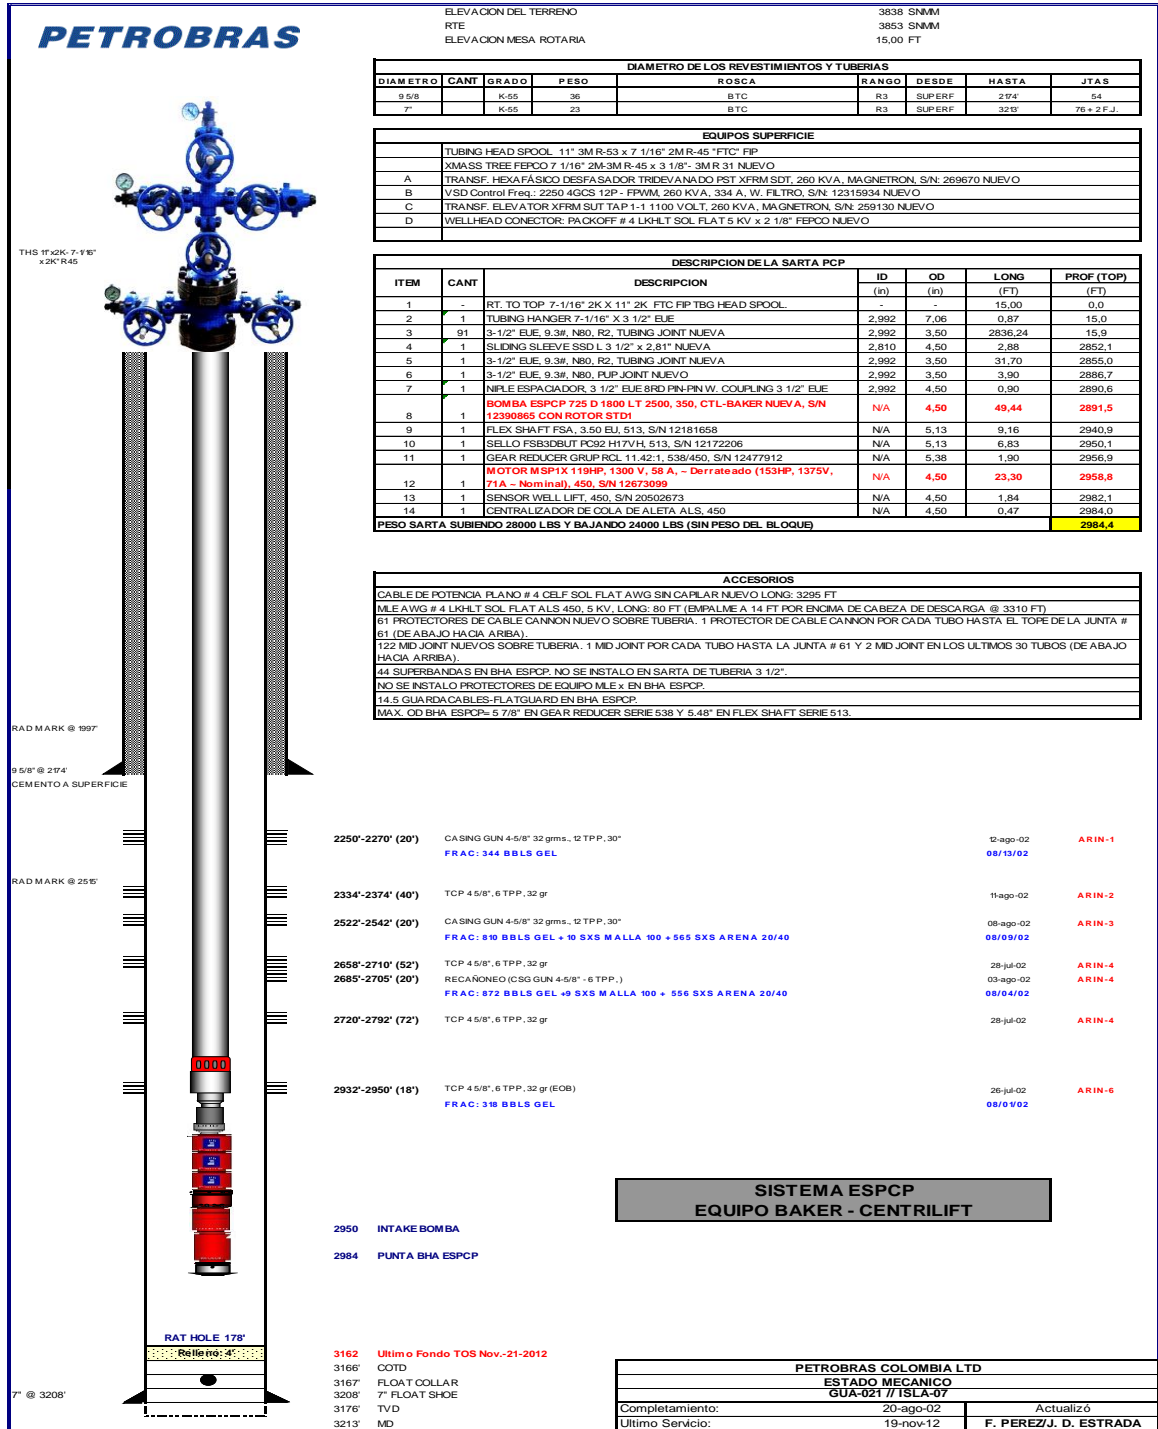 PETROBRAS
ELEVACION DEL TERRENO 3838 SNMM
RTE 3853 SNMM
ELEVACION MESA ROTARIA 15,00 FT
DIAMETRO DE LOS REVESTIMIENTOS Y TUBERIAS
DIAMETRO CANT GRADO PESO ROSCA RANGO DESDE HASTA JTAS
9 5/8 K-55 36 BTC R3 SUPERF 2174' 54
7" K-55 23 BTC R3 SUPERF 3213' 76 + 2 F.J.
EQUIPOS SUPERFICIE
TUBING HEAD SPOOL 11" 3M R-53 x 7 1/16" 2M R-45 "FTC" FIP
XMASS TREE FEPCO 7 1/16" 2M-3M R-45 x 3 1/8"- 3M R 31 NUEVO
A TRANSF. HEXAFÁSICO DESFASADOR TRIDEVANADO PST XFRM SDT, 260 KVA, MAGNETRON, S/N: 269670 NUEVO
B VSD Control Freq.: 2250 4GCS 12P - FPWM, 260 KVA, 334 A, W. FILTRO, S/N: 12315934 NUEVO
C TRANSF. ELEVATOR XFRM SUT TAP 1-1 1100 VOLT, 260 KVA, MAGNETRON, S/N: 259130 NUEVO
D WELLHEAD CONECTOR: PACKOFF # 4 LKHLT SOL FLAT 5 KV x 2 1/8" FEPCO NUEVO
THS 11"x2K- 7-1/16"
x 2K" R45
DESCRIPCION DE LA SARTA PCP
ITEM CANT DESCRIPCION ID OD LONG PROF (TOP)
(in) (in) (FT) (FT)
1 - RT. TO TOP 7-1/16" 2K X 11" 2K FTC FIP TBG HEAD SPOOL. - - 15,00 0,0
2 1 TUBING HANGER 7-1/16" X 3 1/2" EUE 2,992 7,06 0,87 15,0
3 91 3-1/2" EUE, 9.3#, N80, R2, TUBING JOINT NUEVA 2,992 3,50 2836,24 15,9
4 1 SLIDING SLEEVE SSD L 3 1/2" x 2,81" NUEVA 2,810 4,50 2,88 2852,1
5 1 3-1/2" EUE, 9.3#, N80, R2, TUBING JOINT NUEVA 2,992 3,50 31,70 2855,0
6 1 3-1/2" EUE, 9.3#, N80, PUP JOINT NUEVO 2,992 3,50 3,90 2886,7
7 1 NIPLE ESPACIADOR, 3 1/2" EUE 8RD PIN-PIN W. COUPLING 3 1/2" EUE 2,992 4,50 0,90 2890,6
8 1 BOMBA ESPCP 725 D 1800 LT 2500, 350, CTL-BAKER NUEVA, S/N
12390865 CON ROTOR STD1 N/A 4,50 49,44 2891,5
9 1 FLEX SHAFT FSA, 3.50 EU, 513, S/N 12181658 N/A 5,13 9,16 2940,9
10 1 SELLO FSB3DBUT PC92 H17VH, 513, S/N 12172206 N/A 5,13 6,83 2950,1
11 1 GEAR REDUCER GRUP RCL 11.42:1, 538/450, S/N 12477912 N/A 5,38 1,90 2956,9
12 1 MOTOR MSP1X 119HP, 1300 V, 58 A, ~ Derrateado (153HP, 1375V,
71A ~ Nominal), 450, S/N 12673099 N/A 4,50 23,30 2958,8
13 1 SENSOR WELL LIFT, 450, S/N 20502673 N/A 4,50 1,84 2982,1
14 1 CENTRALIZADOR DE COLA DE ALETA ALS, 450 N/A 4,50 0,47 2984,0
PESO SARTA SUBIENDO 28000 LBS Y BAJANDO 24000 LBS (SIN PESO DEL BLOQUE) 2984,4
ACCESORIOS
CABLE DE POTENCIA PLANO # 4 CELF SOL FLAT AWG SIN CAPILAR NUEVO LONG: 3295 FT
MLE AWG # 4 LKHLT SOL FLAT ALS 450, 5 KV, LONG: 80 FT (EMPALME A 14 FT POR ENCIMA DE CABEZA DE DESCARGA @ 3310 FT)
61 PROTECTORES DE CABLE CANNON NUEVO SOBRE TUBERIA. 1 PROTECTOR DE CABLE CANNON POR CADA TUBO HASTA EL TOPE DE LA JUNTA #
61 (DE ABAJO HACIA ARIBA).
122 MID JOINT NUEVOS SOBRE TUBERIA. 1 MID JOINT POR CADA TUBO HASTA LA JUNTA # 61 Y 2 MID JOINT EN LOS ULTIMOS 30 TUBOS (DE ABAJO
HACIA ARRIBA).
44 SUPERBANDAS EN BHA ESPCP. NO SE INSTALO EN SARTA DE TUBERIA 3 1/2".
NO SE INSTALO PROTECTORES DE EQUIPO MLE x EN BHA ESPCP.
14.5 GUARDACABLES-FLATGUARD EN BHA ESPCP.
MAX. OD BHA ESPCP= 5 7/8" EN GEAR REDUCER SERIE 538 Y 5.48" EN FLEX SHAFT SERIE 513.
RAD MARK @ 1997'
9 5/8" @ 2174'
CEMENTO A SUPERFICIE
2250'-2270' (20') CASING GUN 4-5/8" 32 grms., 12 TPP, 30° 12-ago-02 ARIN-1
FRAC: 344 BBLS GEL 08/13/02
RAD MARK @ 2515'
2334'-2374' (40') TCP 4 5/8", 6 TPP, 32 gr 11-ago-02 ARIN-2
2522'-2542' (20') CASING GUN 4-5/8" 32 grms., 12 TPP, 30° 08-ago-02 ARIN-3
FRAC: 810 BBLS GEL + 10 SXS MALLA 100 + 565 SXS ARENA 20/40 08/09/02
2658'-2710' (52') TCP 4 5/8", 6 TPP, 32 gr 28-jul-02 ARIN-4
2685'-2705' (20') RECAÑONEO (CSG GUN 4-5/8" - 6 TPP,) 03-ago-02 ARIN-4
FRAC: 872 BBLS GEL +9 SXS MALLA 100 + 556 SXS ARENA 20/40 08/04/02
2720'-2792' (72') TCP 4 5/8", 6 TPP, 32 gr 28-jul-02 ARIN-4
2932'-2950' (18') TCP 4 5/8", 6 TPP, 32 gr (EOB) 26-jul-02 ARIN-6
FRAC: 318 BBLS GEL 08/01/02
SISTEMA ESPCP
EQUIPO BAKER - CENTRILIFT
2950 INTAKE BOMBA
2984 PUNTA BHA ESPCP
RAT HOLE 178'
Relleno: 4'
3162 Ultimo Fondo TOS Nov.-21-2012
3166' COTD
3167' FLOAT COLLAR
7" @ 3208'
3208' 7" FLOAT SHOE
3176' TVD
3213' MD
PETROBRAS COLOMBIA LTD
ESTADO MECANICO
GUA-021 // ISLA-07
Completamiento: 20-ago-02 Actualizó
Ultimo Servicio: 19-nov-12 F. PEREZ/J. D. ESTRADA